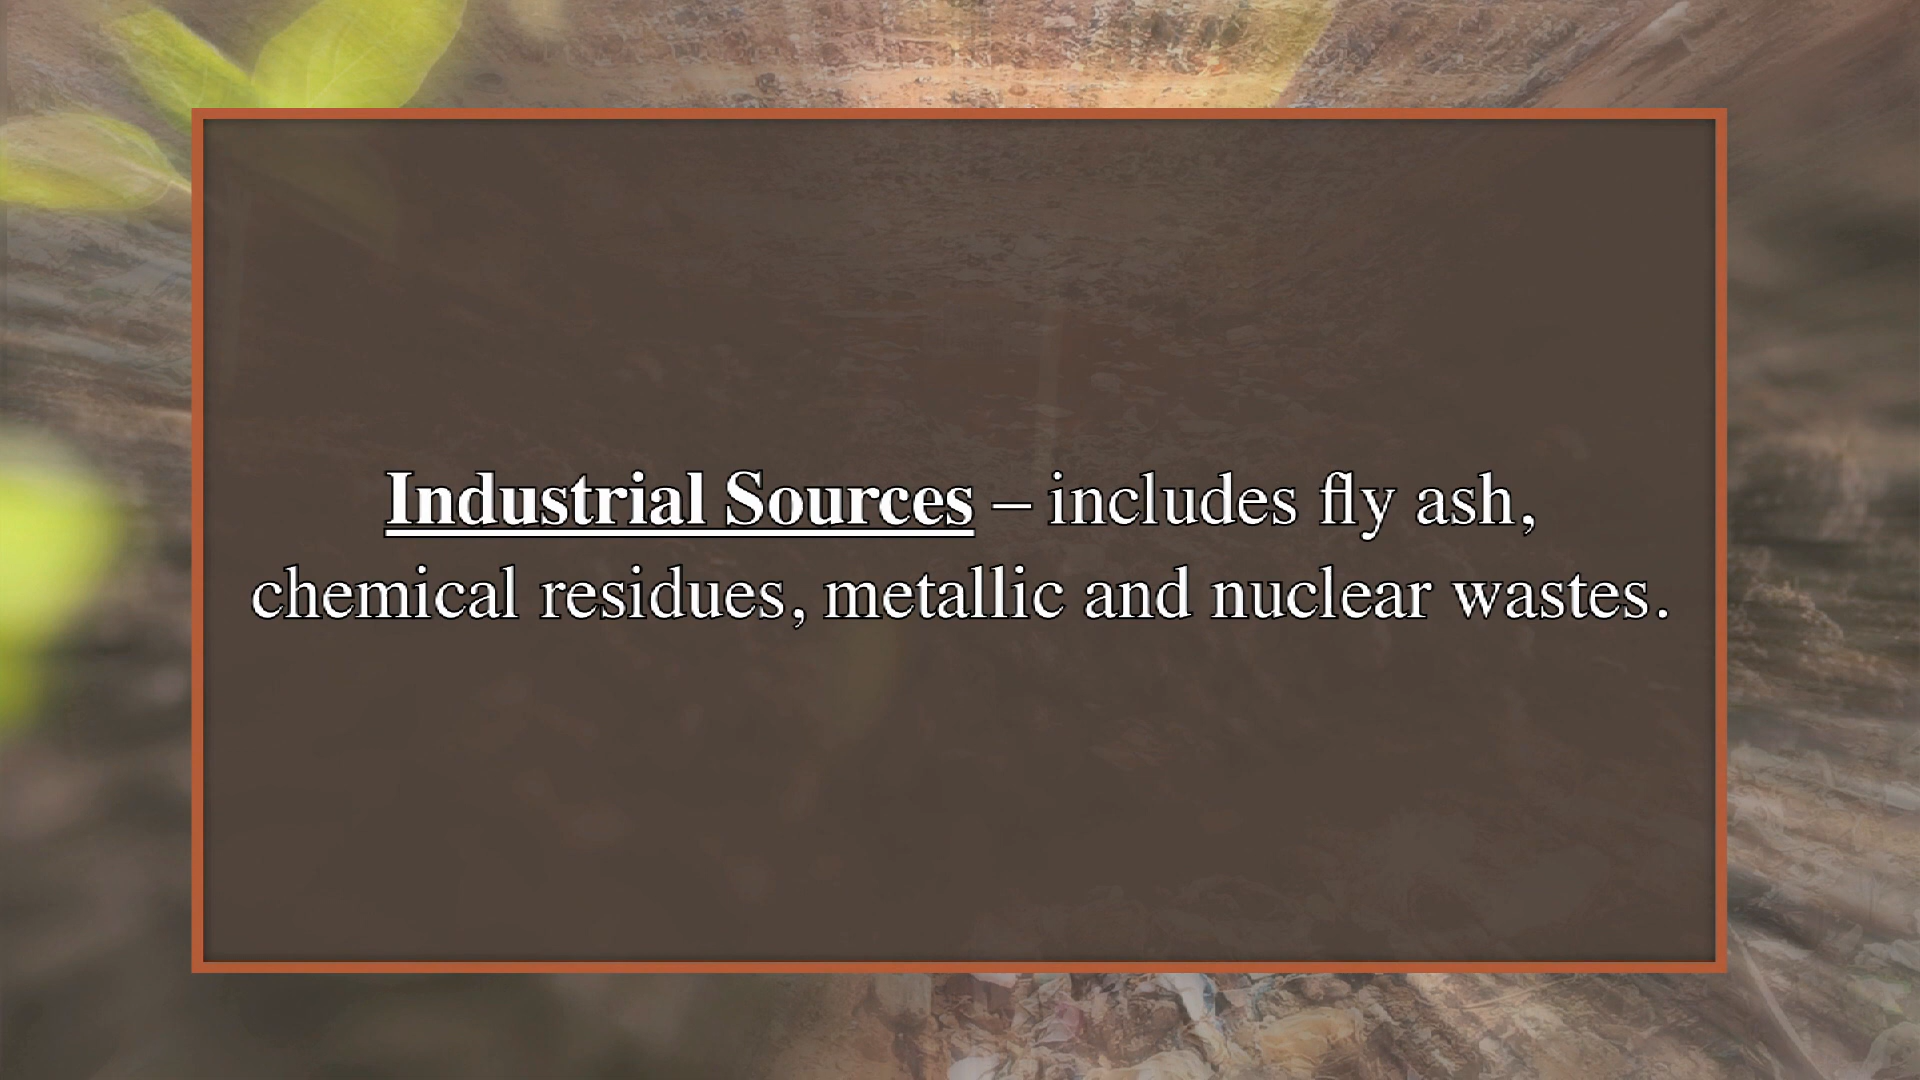 Industrial Sources – includes fly ash,
chemical residues, metallic and nuclear wastes.